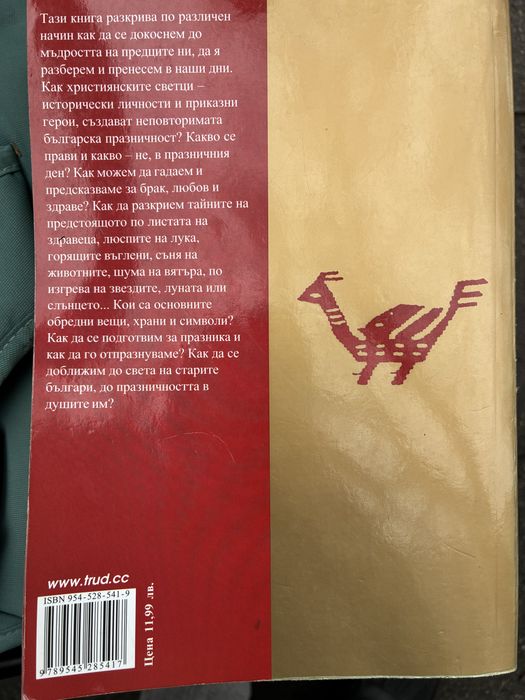 Тази книга разкрива по различен
начин как да се докоснем до
мъдростта на предците ни, да я
разберем и пренесем в наши дни.
Как християнските светци –
исторически личности и приказни
герои, създават неповторимата
българска празничност? Какво се
прави и какво – не, в празничния
ден? Как можем да гадаем и
предсказваме за брак, любов и
здраве? Как да разкрием тайните на
предстоящото по листата на
здравеца, люспите на лука,
горящите въглени, съня на
животните, шума на вятъра, по
изгрева на звездите, луната или
слънцето... Кои са основните
обредни вещи, храни и символи?
Как да се подготвим за празника и
как да го отпразнуваме? Как да се
доближим до света на старите
българи, до празничността в
душите им?
www.trud.cc
ISBN 954-528-541-9
9789545285417
Цена 11,99 лв.